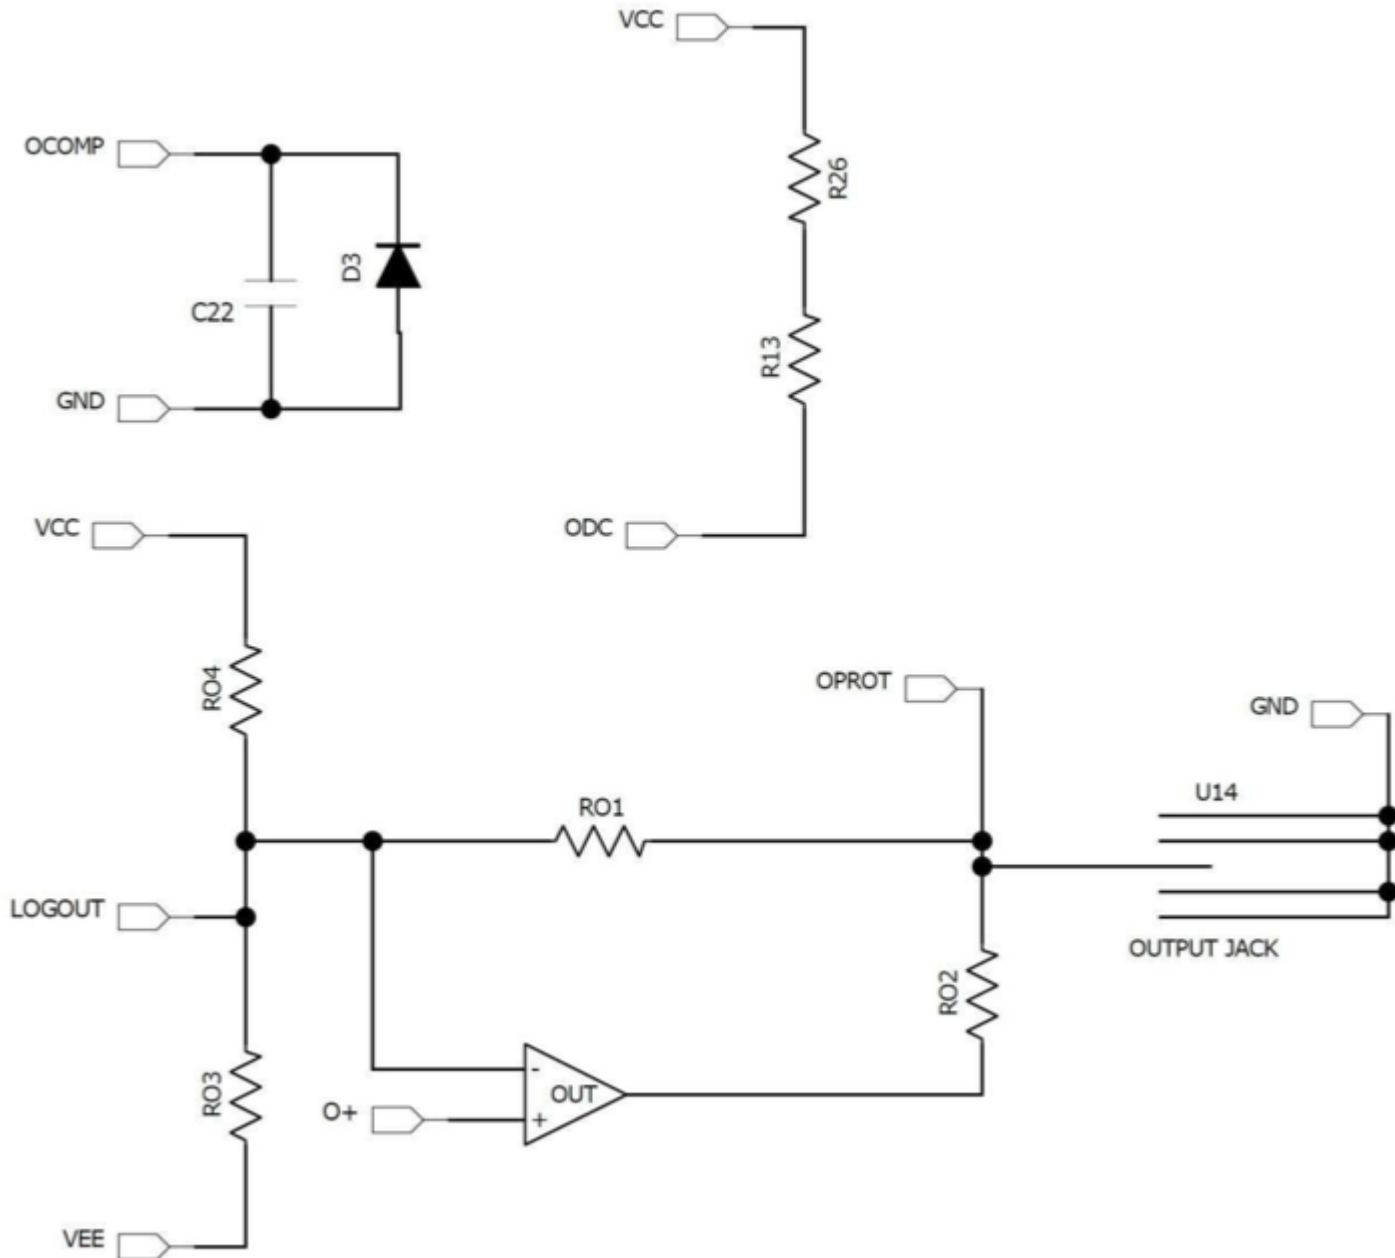 VCC
OCOMP
R26
D3
C22
R13
GND
VCC
ODC
RO4
OPROT
GND
U14
RO1
LOGOUT
OUTPUT JACK
RO2
RO3
-
OUT
O+
+
VEE